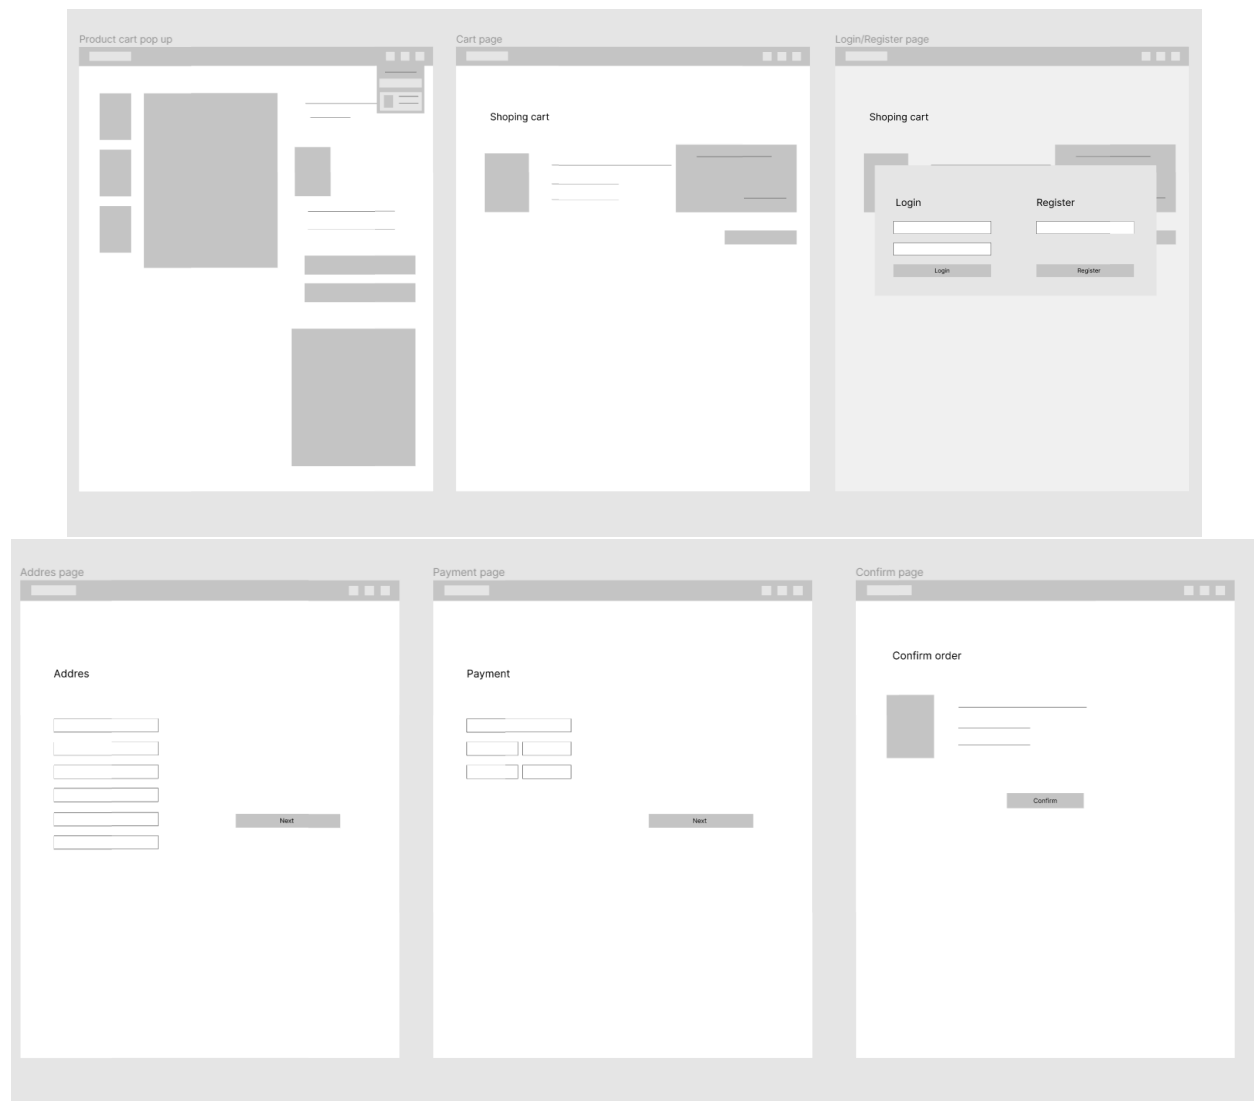 Product cart pop up
Cart page
Login/Register page
Shoping cart
Shoping cart
Login
Register
Login
Register
Addres page
Payment page
Confirm page
Addres
Payment
Confirm order
Next
Next
Confirm